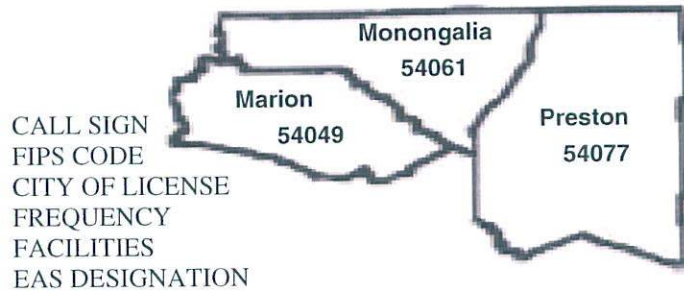 Monongalia
54061
Marion
54049
Preston
54077
CALL SIGN
FIPS CODE
CITY OF LICENSE
FREQUENCY
FACILITIES
EAS DESIGNATION